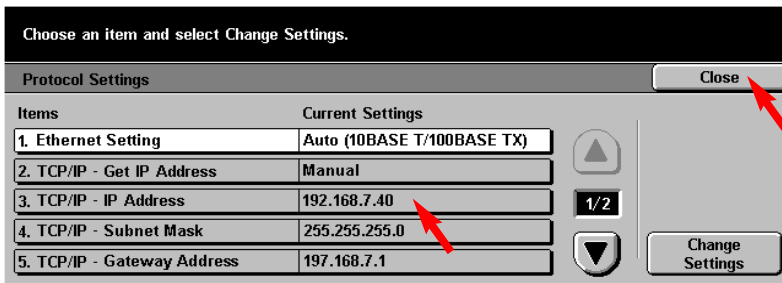 Choose an item and select Change Settings.
Protocol Settings
Close
Items Current Settings
1. Ethernet Setting Auto (10BASE T/100BASE TX)
2. TCP/IP - Get IP Address Manual
3. TCP/IP - IP Address 192.168.7.40
1/2
4. TCP/IP - Subnet Mask 255.255.255.0
5. TCP/IP - Gateway Address 197.168.7.1
Change
Settings